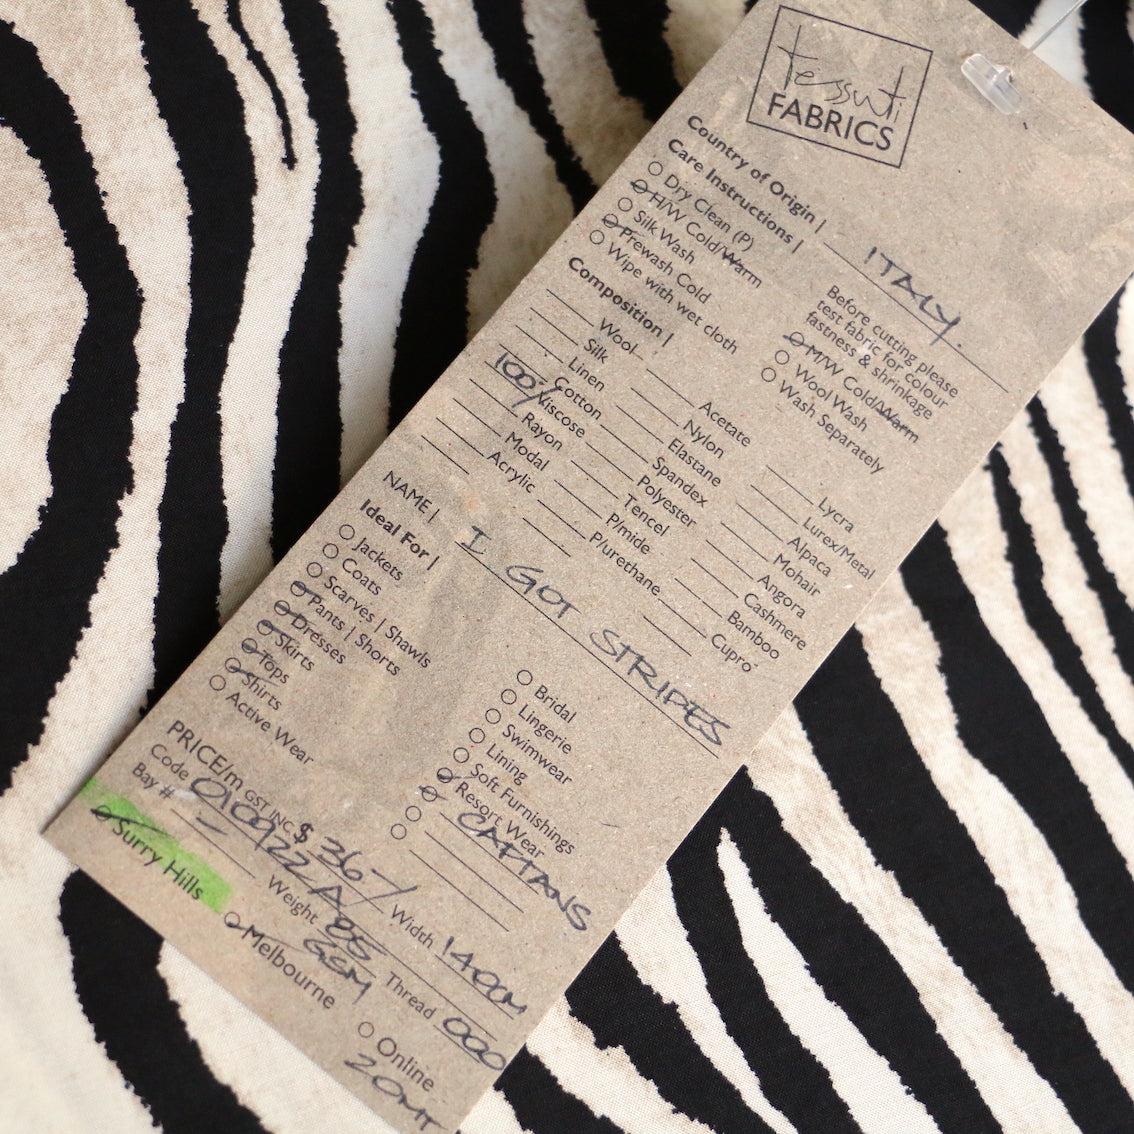 Tessuti
FABRICS
Country of Origin | ITALY.
Care Instructions |
Dry Clean (P)
H/W Cold/Warm
Silk Wash
Prewash Cold
Wipe with wet cloth
Before cutting please
test fabric for colour
fastness & shrinkage
M/W Cold/Warm
Wool Wash
Wash Separately
Composition |
Wool
Silk
Linen
Cotton
100% Viscose
Rayon
Modal
Acrylic
Acetate
Nylon
Elastane
Spandex
Polyester
Tencel
P/mide
P/urethane
Lycra
Lurex/Metal
Alpaca
Mohair
Angora
Cashmere
Bamboo
Cupro
NAME | I GOT STRIPES
Ideal For |
Jackets
Coats
Scarves | Shawls
Pants | Shorts
Dresses
Skirts
Tops
Shirts
Active Wear
Bridal
Lingerie
Swimwear
Lining
Soft Furnishings
Resort Wear
CAFTANS
PRICE/m GST INC $ 36-/ Width 140CM
Code 010922A Weight 85 GSM Thread 000
Bay # -
Surry Hills
Melbourne
Online
20MT